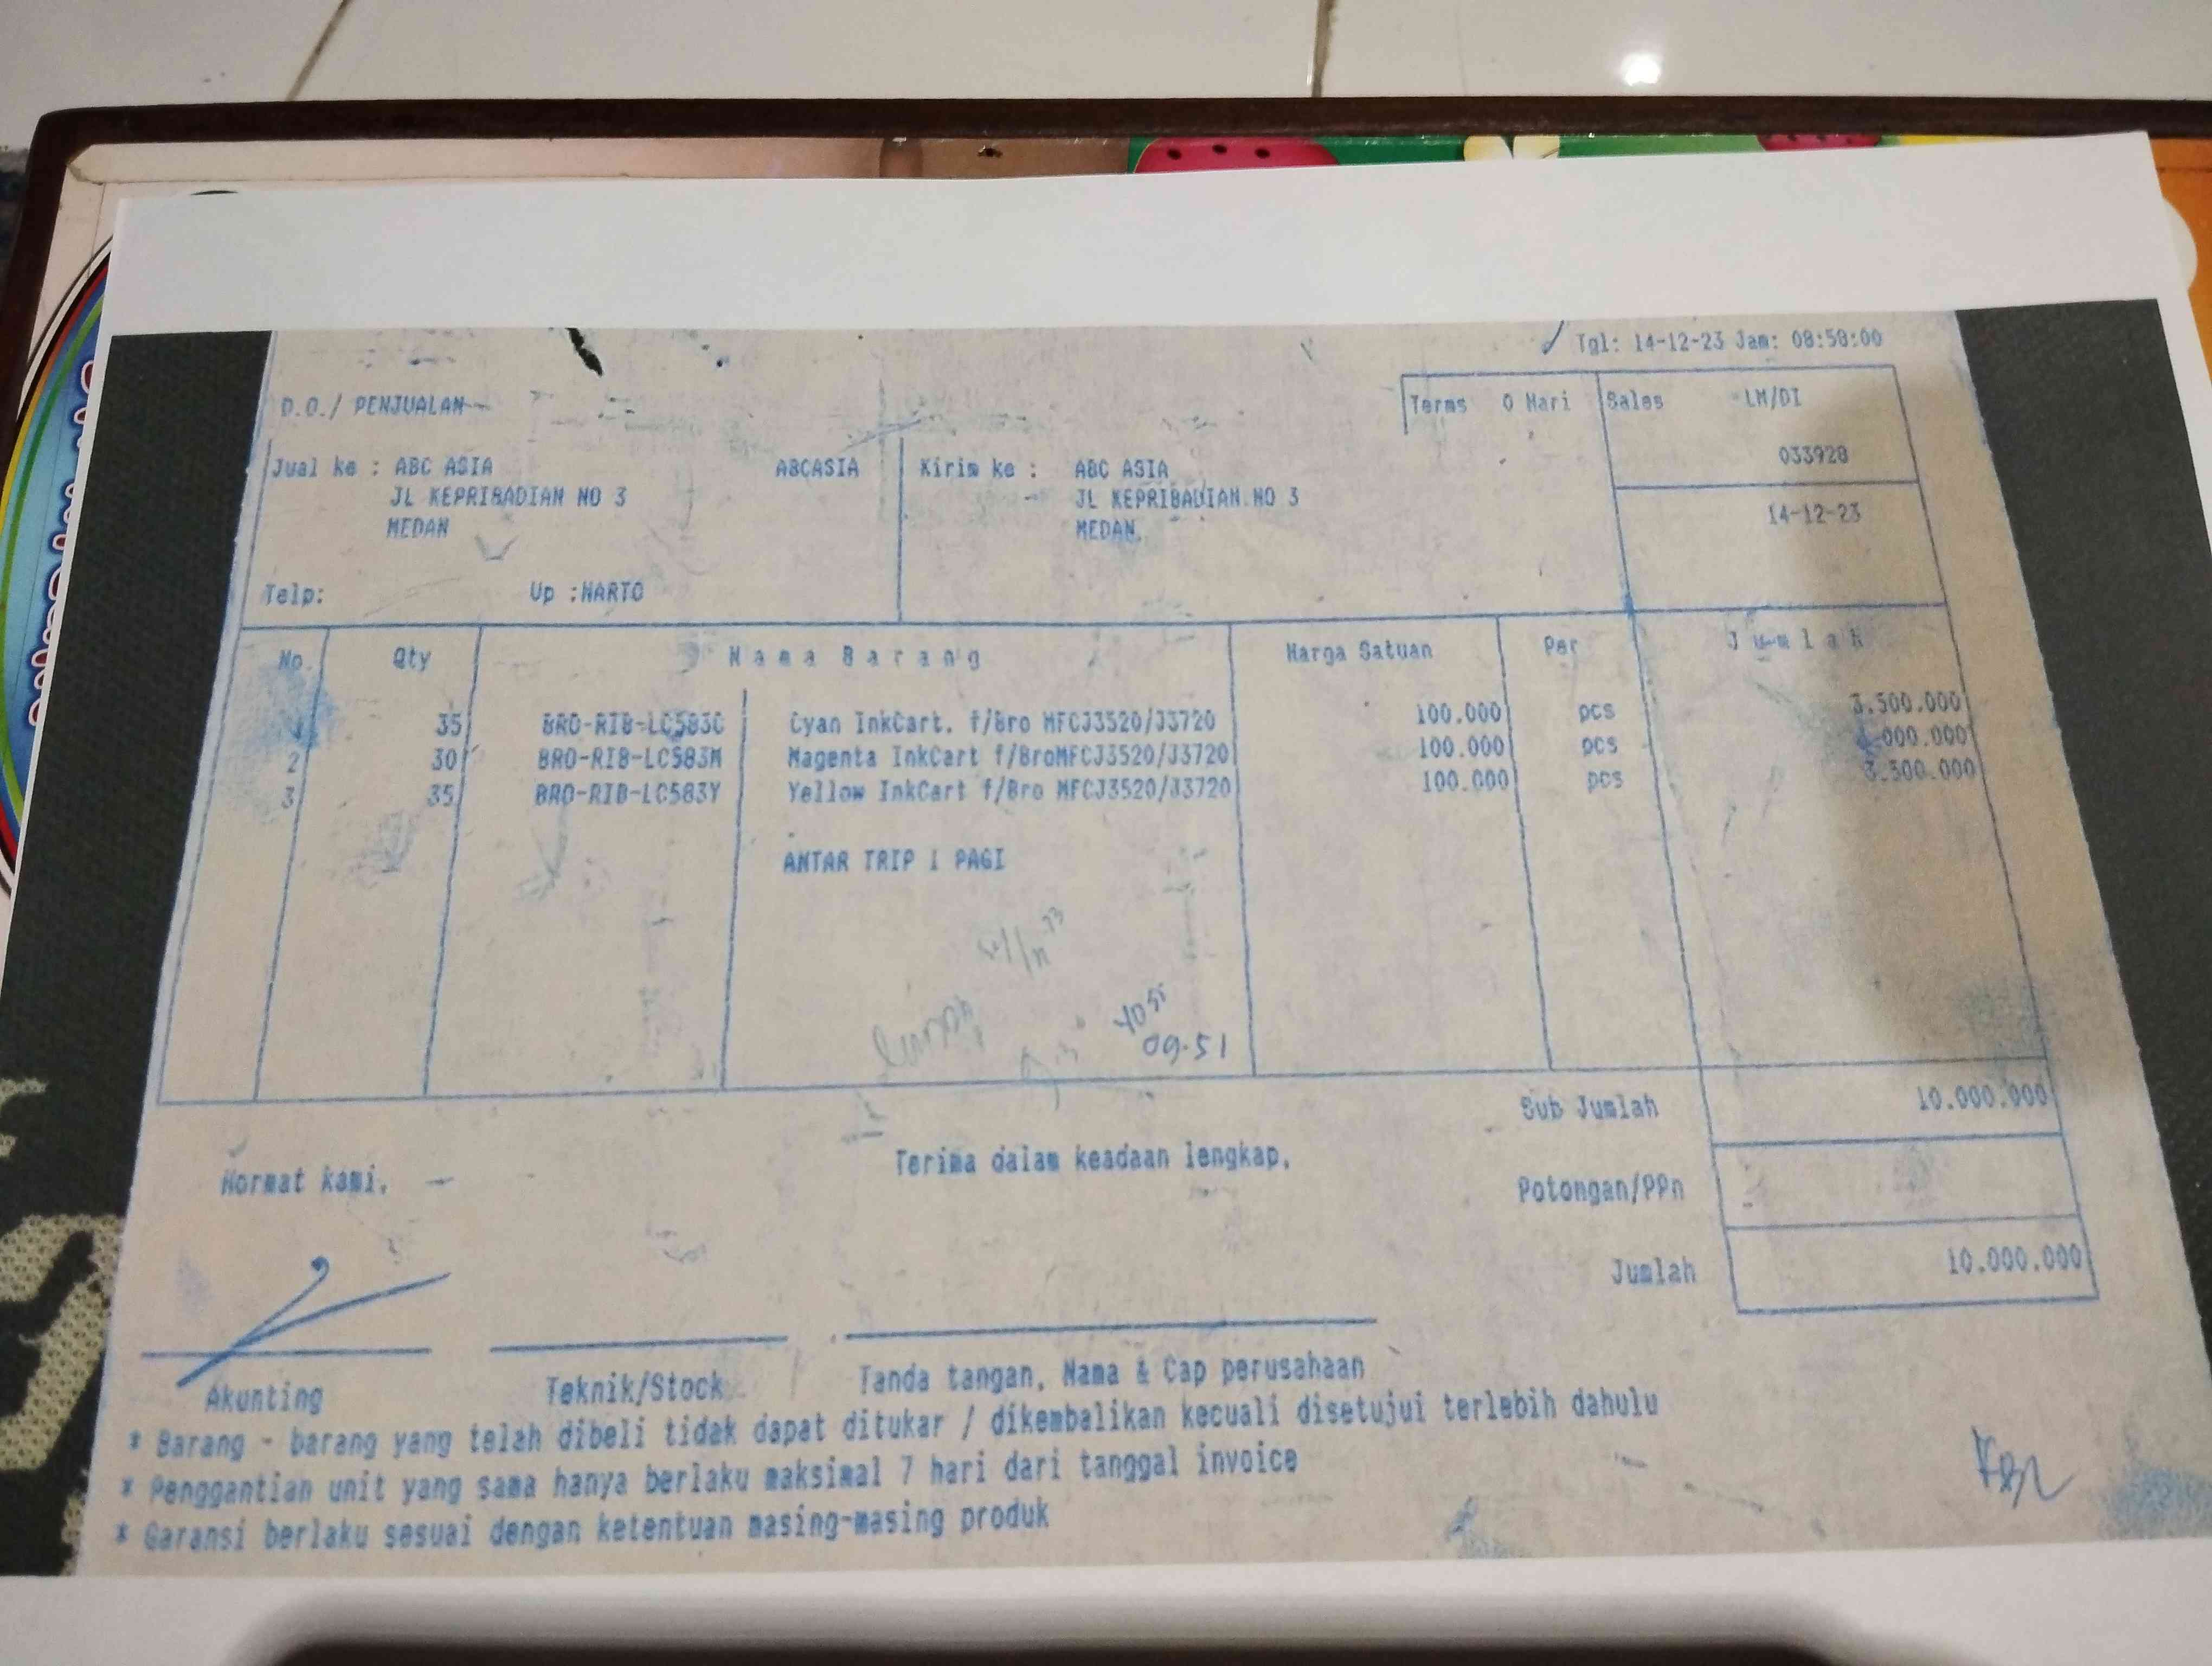 Tgl: 14-12-23 Jam: 08:58:00
D.O./ PENJUALAN
Terms 0 Hari Sales LM/DI
033928
14-12-23
Jual ke : ABC ASIA ABCASIA
JL KEPRIBADIAN NO 3
MEDAN
Telp: Up :HARTO
Kirim ke : ABC ASIA
JL KEPRIBADIAN NO 3
MEDAN
No. Qty Nama Barang Harga Satuan Per Jumlah
1 35 BRO-RIB-LC583C Cyan InkCart. f/Bro MFCJ3520/J3720 100.000 pcs 3.500.000
2 30 BRO-RIB-LC583M Magenta InkCart f/BroMFCJ3520/J3720 100.000 pcs 000.000
3 35 BRO-RIB-LC583Y Yellow InkCart f/Bro MFCJ3520/J3720 100.000 pcs 3.500.000
ANTAR TRIP 1 PAGI
09.51
Sub Jumlah 10.000.000
Potongan/PPn
Jumlah 10.000.000
Hormat kami,
Terima dalam keadaan lengkap,
Akunting Teknik/Stock Tanda tangan, Nama & Cap perusahaan
* Barang - barang yang telah dibeli tidak dapat ditukar / dikembalikan kecuali disetujui terlebih dahulu
* Penggantian unit yang sama hanya berlaku maksimal 7 hari dari tanggal invoice
* Garansi berlaku sesuai dengan ketentuan masing-masing produk